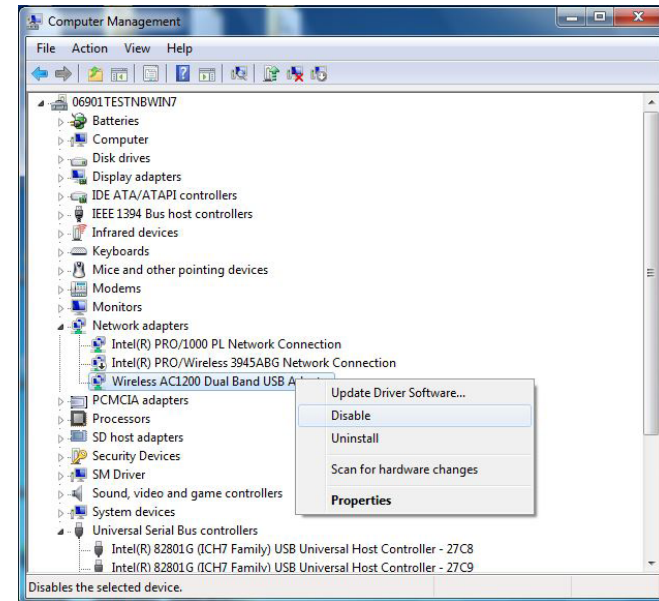 Computer Management
File Action View Help
06901TESTNBWIN7
Batteries
Computer
Disk drives
Display adapters
IDE ATA/ATAPI controllers
IEEE 1394 Bus host controllers
Infrared devices
Keyboards
Mice and other pointing devices
Modems
Monitors
Network adapters
Intel(R) PRO/1000 PL Network Connection
Intel(R) PRO/Wireless 3945ABG Network Connection
Wireless AC1200 Dual Band USB
PCMCIA adapters
Processors
SD host adapters
Security Devices
SM Driver
Sound, video and game controllers
System devices
Universal Serial Bus controllers
Intel(R) 82801G (ICH7 Family) USB Universal Host Controller - 27C8
Intel(R) 82801G (ICH7 Family) USB Universal Host Controller - 27C9
Update Driver Software...
Disable
Uninstall
Scan for hardware changes
Properties
Disables the selected device.